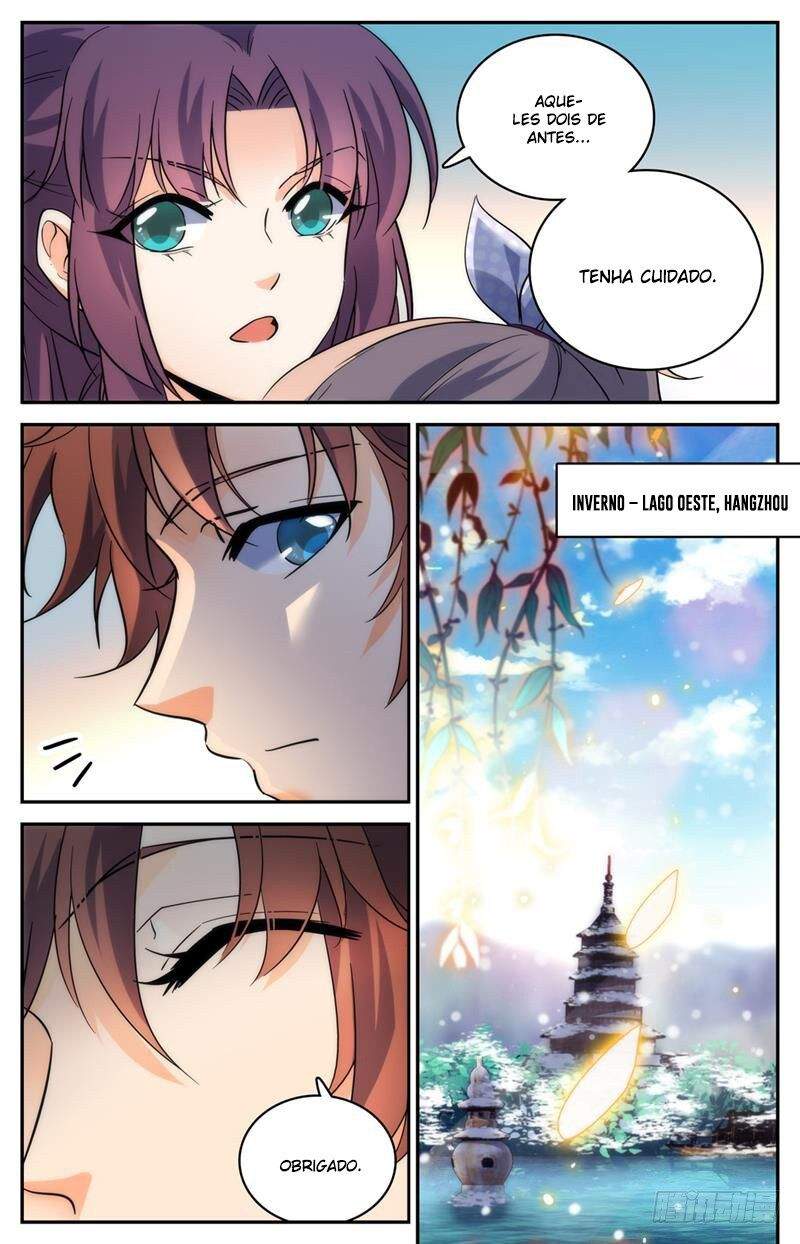 AQUE-
LES DOIS DE
ANTES...
TENHA CUIDADO.
INVERNO – LAGO OESTE, HANGZHOU
OBRIGADO.